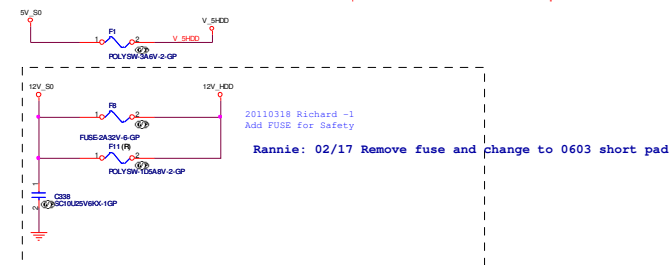 5V_S0
V_5HDD
F1
1
2
V_5HDD
POLYSW-3A6V-2-GP
12V_S0
12V_HDD
F8
1
2
20110318 Richard -1
Add FUSE for Safety
FUSE-2A32V-6-GP
F11(R)
Rannie: 02/17 Remove fuse and change to 0603 short pad
1
2
POLYSW-1D5A8V-2-GP
1
C338
SC10U25V6KX-1GP
2